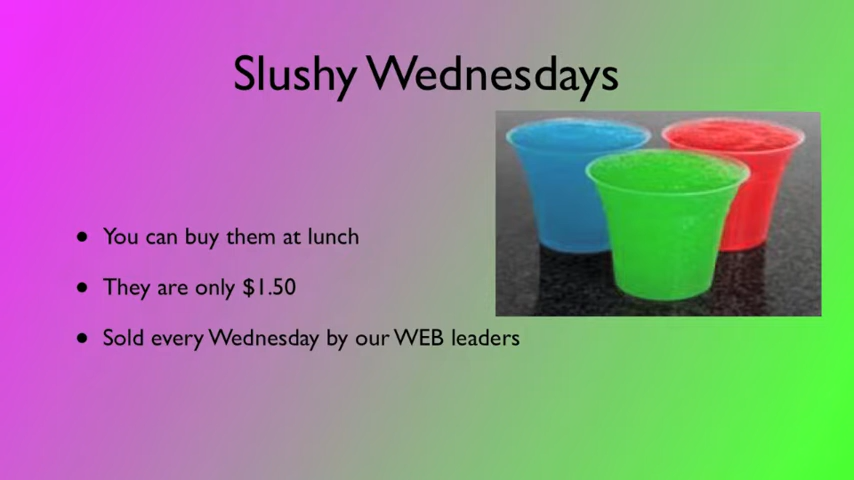 Slushy Wednesdays
• You can buy them at lunch
• They are only $1.50
• Sold every Wednesday by our WEB leaders